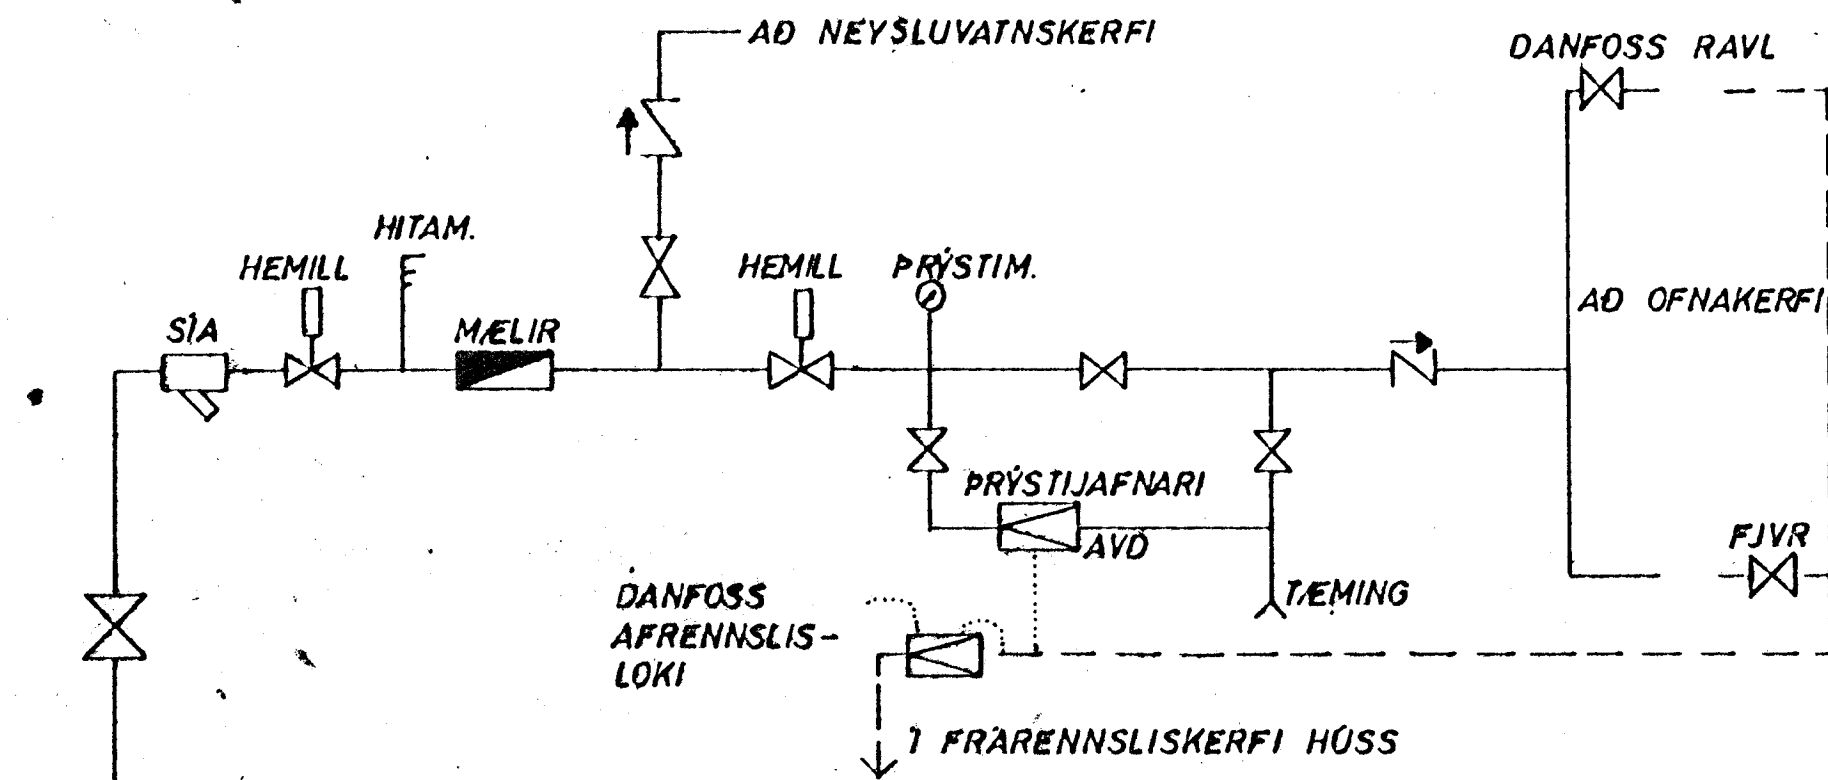 AÐ NEYSLUVATNSKERFI
DANFOSS RAVL
HITAM.
HEMILL
HEMILL
ÞRÝSTIM.
AÐ OFNAKERFI
SÍA
MÆLIR
ÞRÝSTIJAFNARI
AVD
FJVR
DANFOSS
AFRENNSLIS-
LOKI
TÆMING
Í FRÁRENNSLISKERFI HÚSS